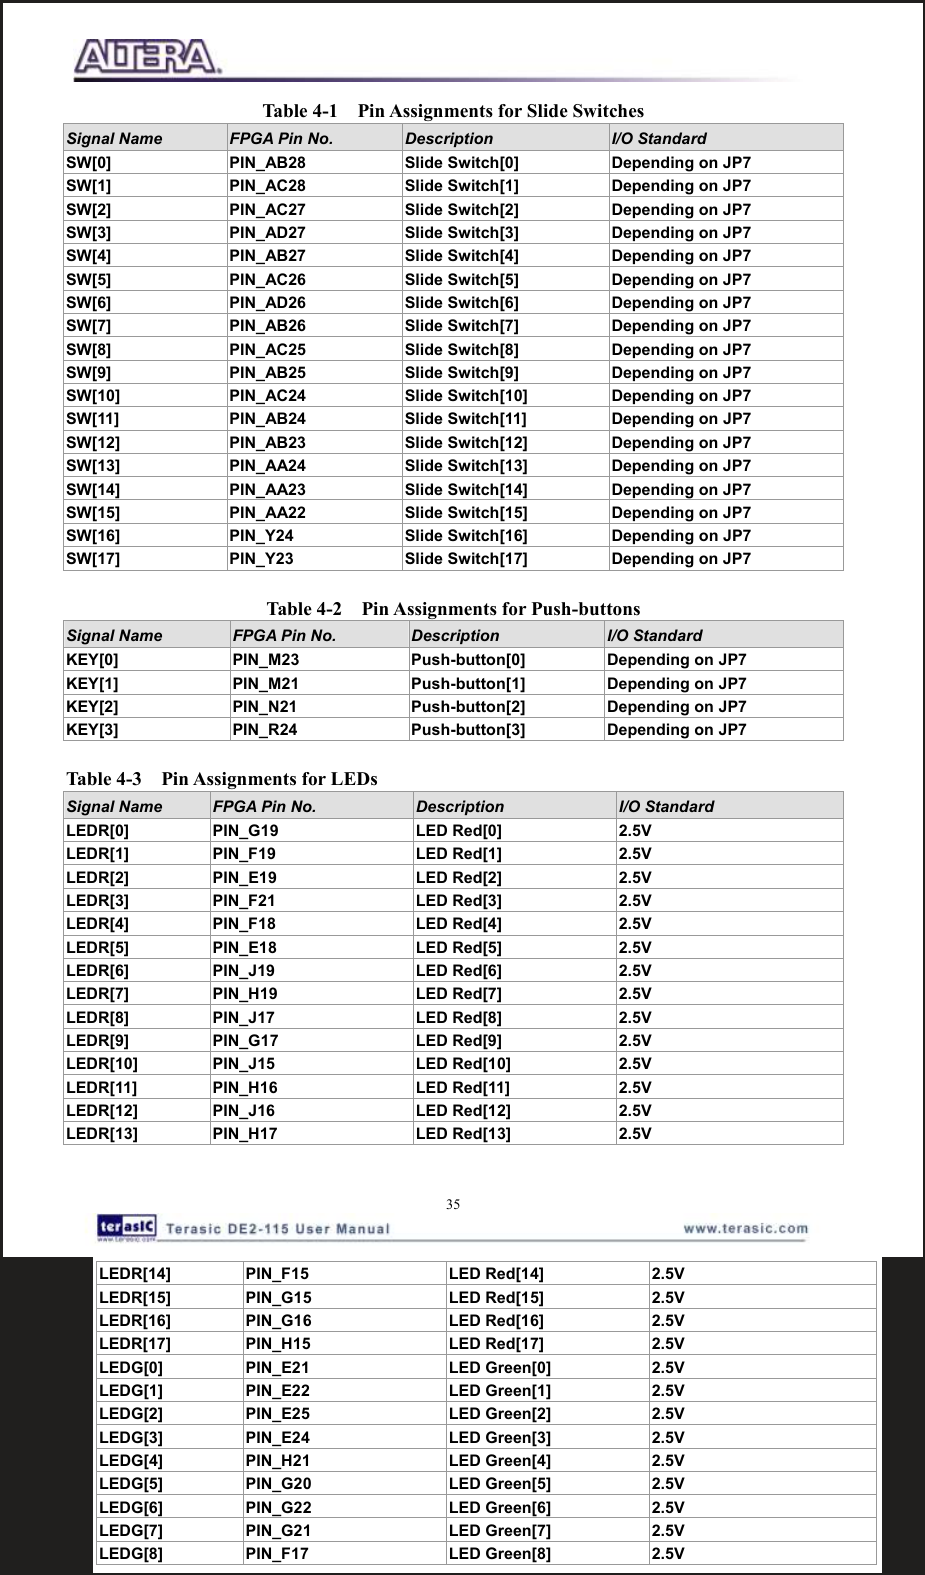 ALTERA.
Table 4-1 Pin Assignments for Slide Switches
Signal Name FPGA Pin No. Description I/O Standard
SW[0] PIN_AB28 Slide Switch[0] Depending on JP7
SW[1] PIN_AC28 Slide Switch[1] Depending on JP7
SW[2] PIN_AC27 Slide Switch[2] Depending on JP7
SW[3] PIN_AD27 Slide Switch[3] Depending on JP7
SW[4] PIN_AB27 Slide Switch[4] Depending on JP7
SW[5] PIN_AC26 Slide Switch[5] Depending on JP7
SW[6] PIN_AD26 Slide Switch[6] Depending on JP7
SW[7] PIN_AB26 Slide Switch[7] Depending on JP7
SW[8] PIN_AC25 Slide Switch[8] Depending on JP7
SW[9] PIN_AB25 Slide Switch[9] Depending on JP7
SW[10] PIN_AC24 Slide Switch[10] Depending on JP7
SW[11] PIN_AB24 Slide Switch[11] Depending on JP7
SW[12] PIN_AB23 Slide Switch[12] Depending on JP7
SW[13] PIN_AA24 Slide Switch[13] Depending on JP7
SW[14] PIN_AA23 Slide Switch[14] Depending on JP7
SW[15] PIN_AA22 Slide Switch[15] Depending on JP7
SW[16] PIN_Y24 Slide Switch[16] Depending on JP7
SW[17] PIN_Y23 Slide Switch[17] Depending on JP7
Table 4-2 Pin Assignments for Push-buttons
Signal Name FPGA Pin No. Description I/O Standard
KEY[0] PIN_M23 Push-button[0] Depending on JP7
KEY[1] PIN_M21 Push-button[1] Depending on JP7
KEY[2] PIN_N21 Push-button[2] Depending on JP7
KEY[3] PIN_R24 Push-button[3] Depending on JP7
Table 4-3 Pin Assignments for LEDs
Signal Name FPGA Pin No. Description I/O Standard
LEDR[0] PIN_G19 LED Red[0] 2.5V
LEDR[1] PIN_F19 LED Red[1] 2.5V
LEDR[2] PIN_E19 LED Red[2] 2.5V
LEDR[3] PIN_F21 LED Red[3] 2.5V
LEDR[4] PIN_F18 LED Red[4] 2.5V
LEDR[5] PIN_E18 LED Red[5] 2.5V
LEDR[6] PIN_J19 LED Red[6] 2.5V
LEDR[7] PIN_H19 LED Red[7] 2.5V
LEDR[8] PIN_J17 LED Red[8] 2.5V
LEDR[9] PIN_G17 LED Red[9] 2.5V
LEDR[10] PIN_J15 LED Red[10] 2.5V
LEDR[11] PIN_H16 LED Red[11] 2.5V
LEDR[12] PIN_J16 LED Red[12] 2.5V
LEDR[13] PIN_H17 LED Red[13] 2.5V
35
terasIC Terasic DE2-115 User Manual www.terasic.com
www.terasic.com
LEDR[14] PIN_F15 LED Red[14] 2.5V
LEDR[15] PIN_G15 LED Red[15] 2.5V
LEDR[16] PIN_G16 LED Red[16] 2.5V
LEDR[17] PIN_H15 LED Red[17] 2.5V
LEDG[0] PIN_E21 LED Green[0] 2.5V
LEDG[1] PIN_E22 LED Green[1] 2.5V
LEDG[2] PIN_E25 LED Green[2] 2.5V
LEDG[3] PIN_E24 LED Green[3] 2.5V
LEDG[4] PIN_H21 LED Green[4] 2.5V
LEDG[5] PIN_G20 LED Green[5] 2.5V
LEDG[6] PIN_G22 LED Green[6] 2.5V
LEDG[7] PIN_G21 LED Green[7] 2.5V
LEDG[8] PIN_F17 LED Green[8] 2.5V